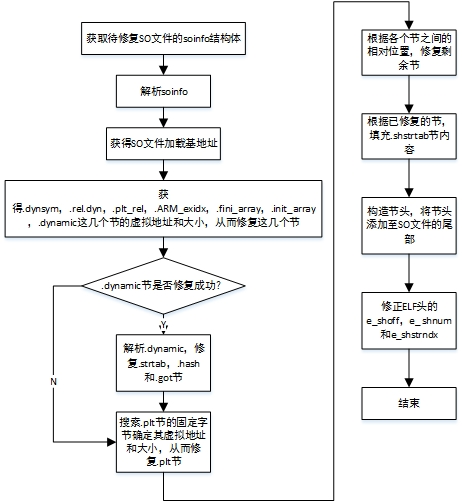 获取待修复SO文件的soinfo结构体
解析soinfo
获得SO文件加载基地址
获
得.dynsym，.rel.dyn，.plt_rel，.ARM_exidx，.fini_array，.init_array
，.dynamic这几个节的虚拟地址和大小，从而修复这几个节
.dynamic节是否修复成功?
Y
N
解析.dynamic，修
复.strtab，.hash
和.got节
搜索.plt节的固定字
节确定其虚拟地址
和大小，从而修
复.plt节
根据各个节之间的
相对位置，修复剩
余节
根据已修复的节，
填充.shstrtab节内
容
构造节头，将节头
添加至SO文件的尾
部
修正ELF头的
e_shoff，e_shnum
和e_shstrndx
结束